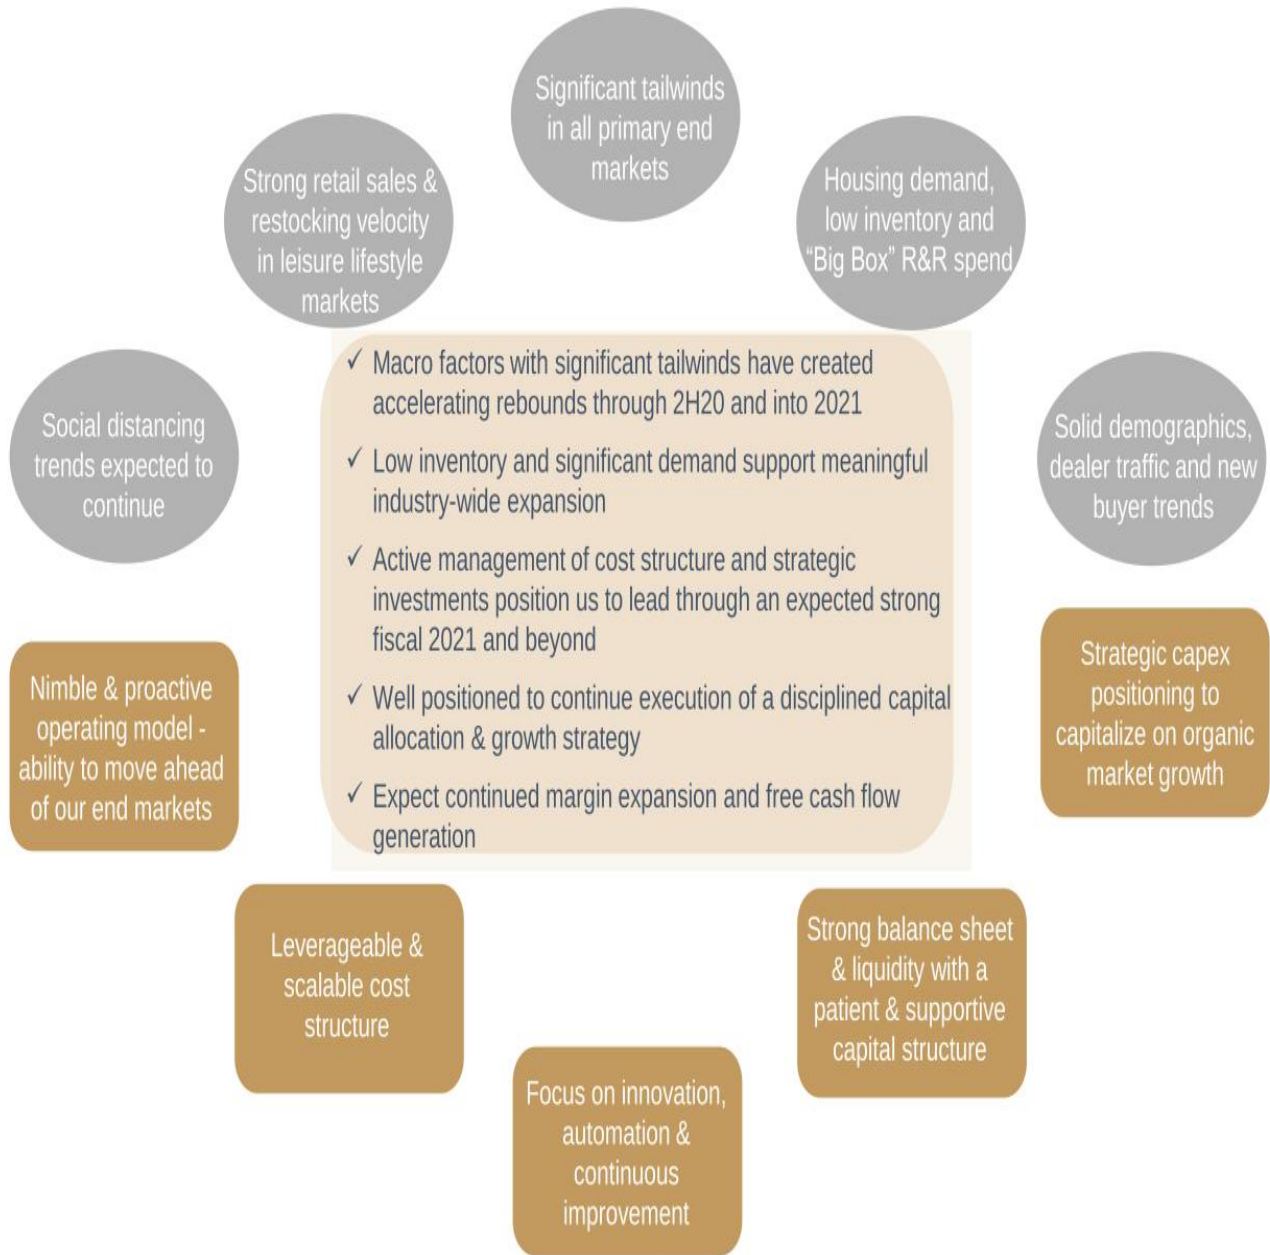 Significant tailwinds
in all primary end
markets
Strong retail sales &
restocking velocity
in leisure lifestyle
markets
Housing demand,
low inventory and
“Big Box” R&R spend
Social distancing
trends expected to
continue
Solid demographics,
dealer traffic and new
buyer trends
✓ Macro factors with significant tailwinds have created
accelerating rebounds through 2H20 and into 2021
✓ Low inventory and significant demand support meaningful
industry-wide expansion
✓ Active management of cost structure and strategic
investments position us to lead through an expected strong
fiscal 2021 and beyond
✓ Well positioned to continue execution of a disciplined capital
allocation & growth strategy
✓ Expect continued margin expansion and free cash flow
generation
Nimble & proactive
operating model -
ability to move ahead
of our end markets
Strategic capex
positioning to
capitalize on organic
market growth
Leverageable &
scalable cost
structure
Strong balance sheet
& liquidity with a
patient & supportive
capital structure
Focus on innovation,
automation &
continuous
improvement